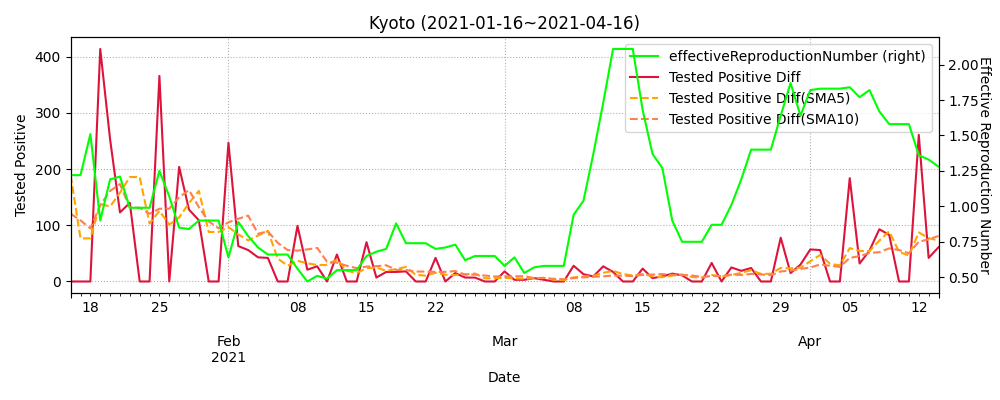 Kyoto (2021-01-16~2021-04-16)
effectiveReproductionNumber (right)
Tested Positive Diff
Tested Positive Diff(SMA5)
Tested Positive Diff(SMA10)
Tested Positive
400
300
200
100
0
Effective Reproduction Number
2.00
1.75
1.50
1.25
1.00
0.75
0.50
18 25 08 15 22 08 15 22 29 05 12
Feb Mar Apr
2021
Date